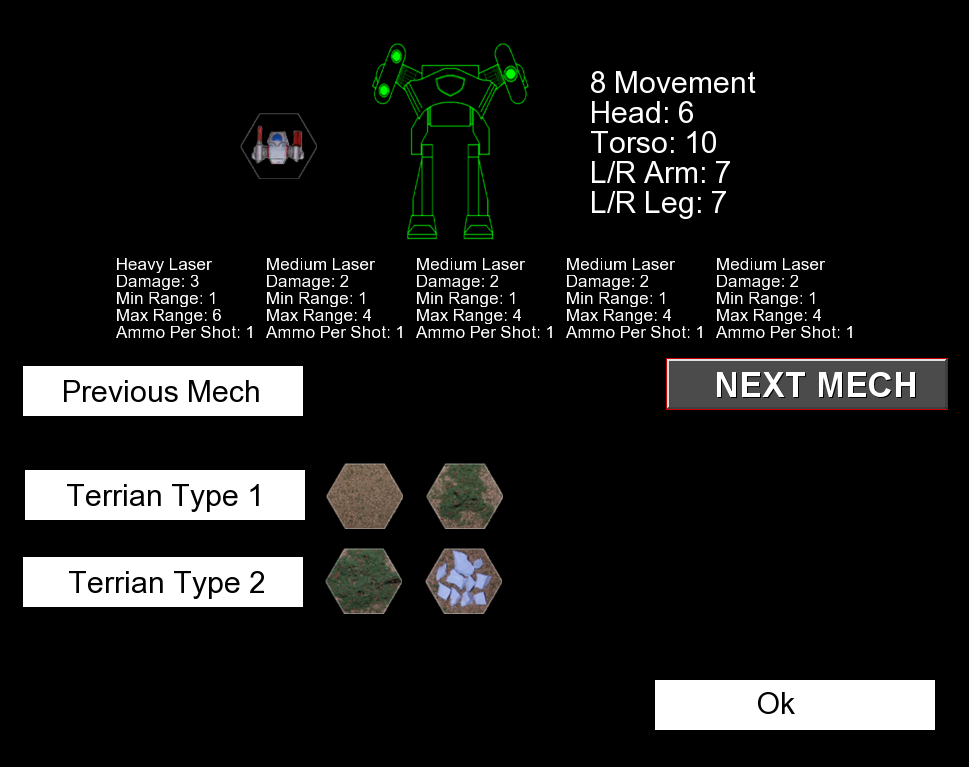 8 Movement
Head: 6
Torso: 10
L/R Arm: 7
L/R Leg: 7
Heavy Laser
Damage: 3
Min Range: 1
Max Range: 6
Ammo Per Shot: 1
Medium Laser
Damage: 2
Min Range: 1
Max Range: 4
Ammo Per Shot: 1
Medium Laser
Damage: 2
Min Range: 1
Max Range: 4
Ammo Per Shot: 1
Medium Laser
Damage: 2
Min Range: 1
Max Range: 4
Ammo Per Shot: 1
Medium Laser
Damage: 2
Min Range: 1
Max Range: 4
Ammo Per Shot: 1
Previous Mech
NEXT MECH
Terrian Type 1
Terrian Type 2
Ok